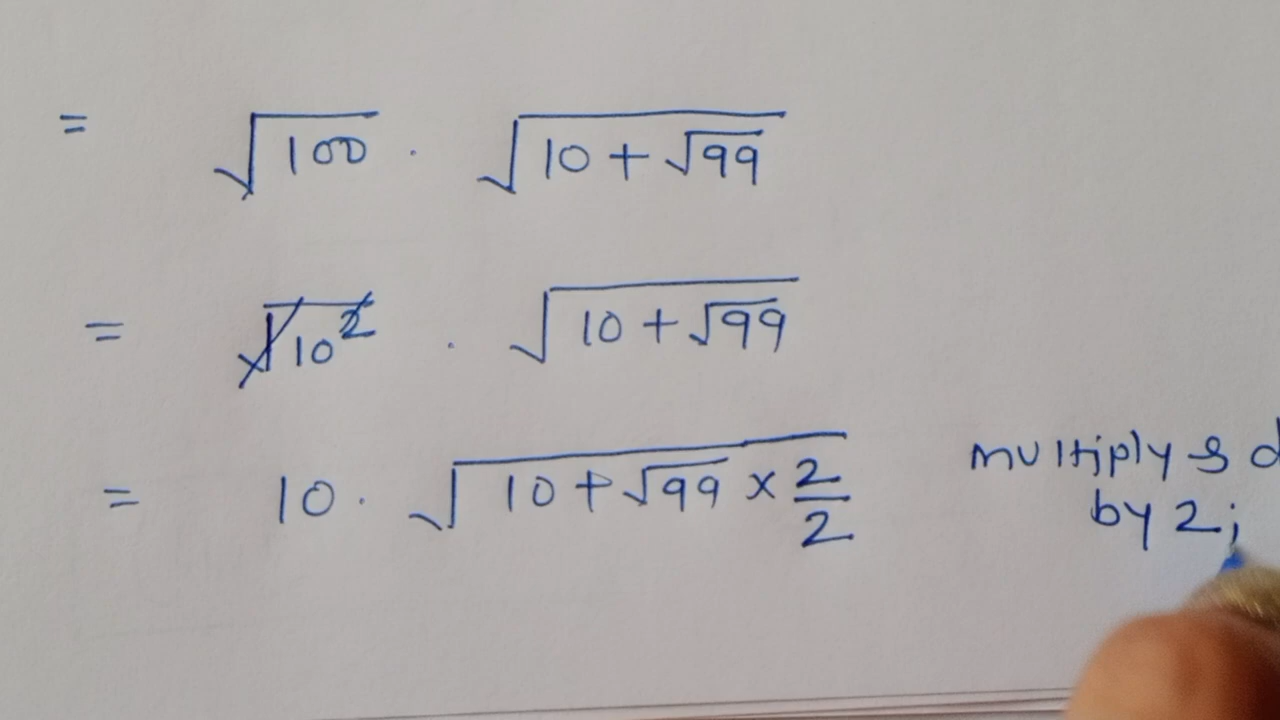 = √100 . √(10 + √99)
= √10² . √(10 + √99)
= 10 . √(10 + √99 × 2/2) multiply & d
by 2;